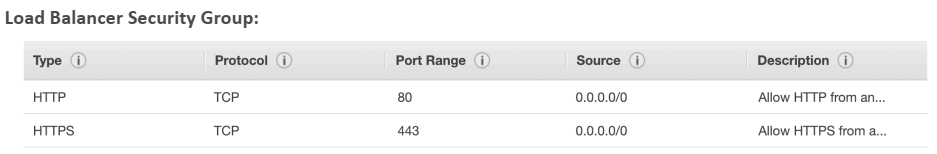 Load Balancer Security Group:
Type i Protocol i Port Range i Source i Description i
HTTP TCP 80 0.0.0.0/0 Allow HTTP from an...
HTTPS TCP 443 0.0.0.0/0 Allow HTTPS from a...